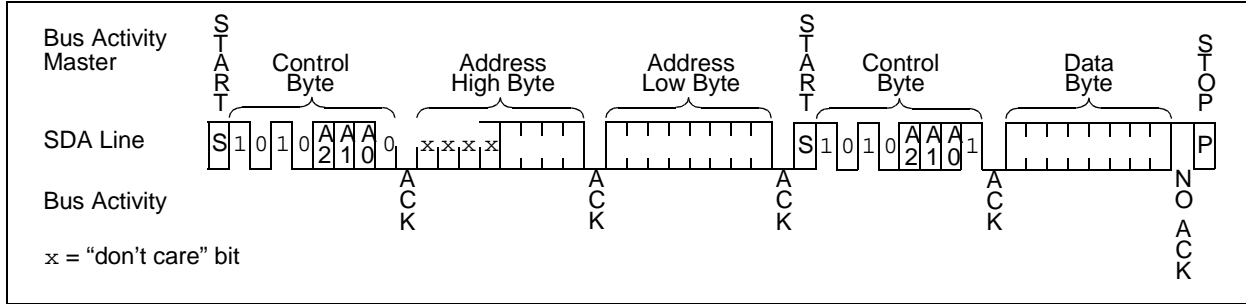 Bus Activity
Master
START
Control
Byte
Address
High Byte
Address
Low Byte
START
Control
Byte
Data
Byte
STOP
SDA Line
S 1 0 1 0 A2 A1 A0 0 x x x x S 1 0 1 0 A2 A1 A0 1 P
Bus Activity
ACK
ACK
ACK
ACK
NO ACK
x = “don’t care” bit